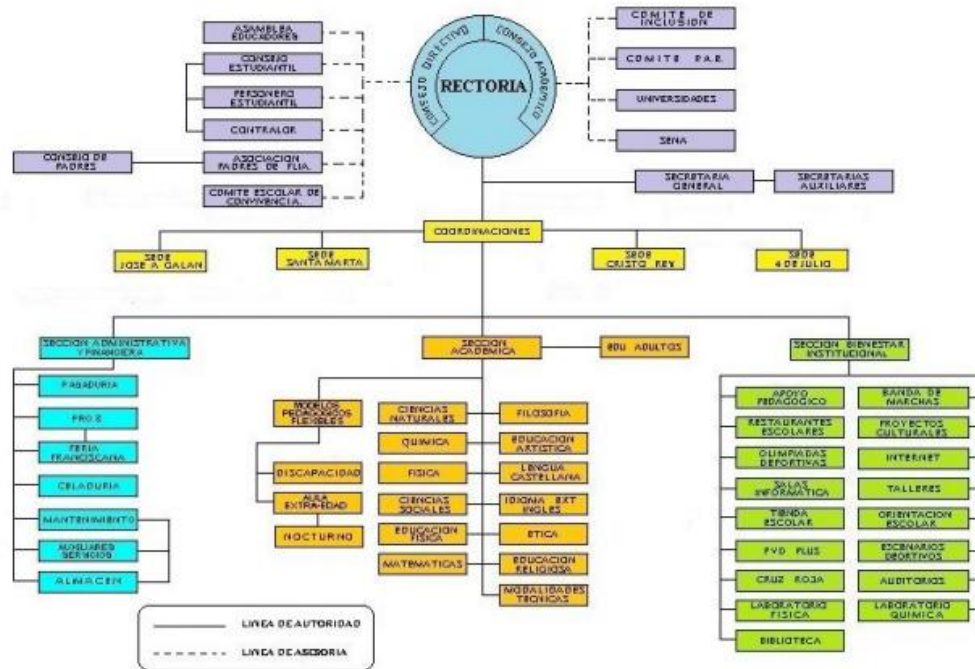 ASAMBLEA
EDUCADORES
CONSEJO
ESTUDIANTIL
PERSONERO
ESTUDIANTIL
CONTRALOR
CONSEJO DE
PADRES
ASOCIACION
PADRES DE FLIA.
COMITE ESCOLAR DE
CONVIVENCIA.
CONSEJO DIRECTIVO
CONSEJO ACADEMICO
RECTORIA
COMITE DE
INCLUSION
COMITE P.A.E.
UNIVERSIDADES
SENA
SECRETARIA
GENERAL
SECRETARIAS
AUXILIARES
COORDINACIONES
SEDE
JOSE A GALAN
SEDE
SANTA MARTA
SEDE
CRISTO REY
SEDE
4 DE JULIO
SECCION ADMINISTRATIVA
Y FINANCIERA
PAGADURIA
FERIA
FRANCISCANA
CELADURIA
MANTENIMIENTO
AUXILIARES
SERVICIOS
ALMACEN
SECCION
ACADEMICA
EDU ADULTOS
MODELOS
PEDAGOGICOS
FLEXIBLES
DISCAPACIDAD
AULA
EXTRA-EDAD
NOCTURNO
CIENCIAS
NATURALES
QUIMICA
FISICA
CIENCIAS
SOCIALES
EDUCACION
FISICA
MATEMATICAS
FILOSOFIA
EDUCACION
ARTISTICA
LENGUA
CASTELLANA
IDIOMA EXT
INGLES
ETICA
EDUCACION
RELIGIOSA
MODALIDADES
TECNICAS
SECCION BIENESTAR
INSTITUCIONAL
APOYO
PEDAGOGICO
RESTAURANTES
ESCOLARES
OLIMPIADAS
DEPORTIVAS
SALAS
INFORMATICA
TIENDA
ESCOLAR
PVD PLUS
CRUZ ROJA
LABORATORIO
FISICA
BIBLIOTECA
BANDA DE
MARCHAS
PROYECTOS
CULTURALES
INTERNET
TALLERES
ORIENTACION
ESCOLAR
ESCENARIOS
DEORTIVOS
AUDITORIOS
LABORATORIO
QUIMICA
LINEA DE AUTORIDAD
LINEA DE ASESORIA